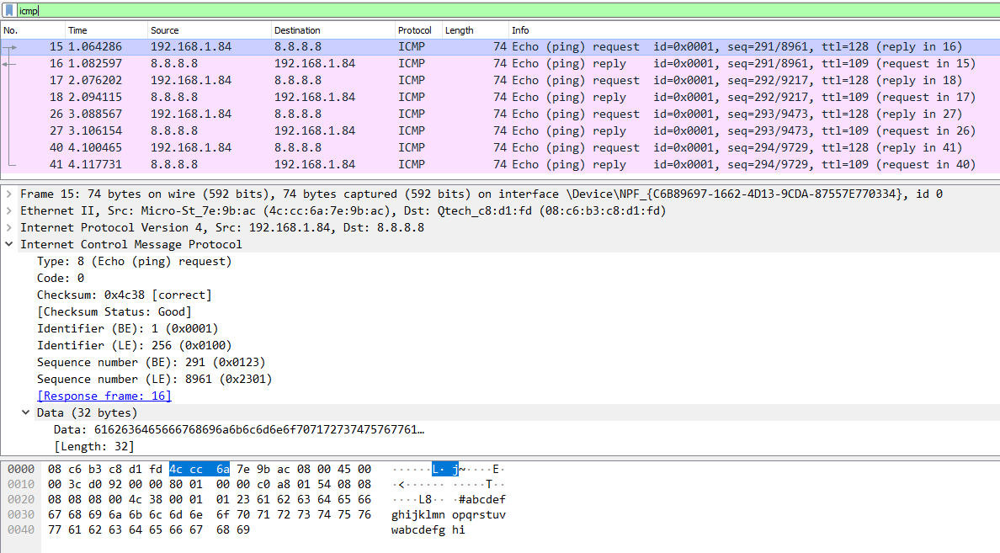 icmp
No. Time Source Destination Protocol Length Info
15 1.064286 192.168.1.84 8.8.8.8 ICMP 74 Echo (ping) request id=0x0001, seq=291/8961, ttl=128 (reply in 16)
16 1.082597 8.8.8.8 192.168.1.84 ICMP 74 Echo (ping) reply id=0x0001, seq=291/8961, ttl=109 (request in 15)
17 2.076202 192.168.1.84 8.8.8.8 ICMP 74 Echo (ping) request id=0x0001, seq=292/9217, ttl=128 (reply in 18)
18 2.094115 8.8.8.8 192.168.1.84 ICMP 74 Echo (ping) reply id=0x0001, seq=292/9217, ttl=109 (request in 17)
26 3.088567 192.168.1.84 8.8.8.8 ICMP 74 Echo (ping) request id=0x0001, seq=293/9473, ttl=128 (reply in 27)
27 3.106154 8.8.8.8 192.168.1.84 ICMP 74 Echo (ping) reply id=0x0001, seq=293/9473, ttl=109 (request in 26)
40 4.100465 192.168.1.84 8.8.8.8 ICMP 74 Echo (ping) request id=0x0001, seq=294/9729, ttl=128 (reply in 41)
41 4.117731 8.8.8.8 192.168.1.84 ICMP 74 Echo (ping) reply id=0x0001, seq=294/9729, ttl=109 (request in 40)
Frame 15: 74 bytes on wire (592 bits), 74 bytes captured (592 bits) on interface \Device\NPF_{C6B89697-1662-4D13-9CDA-87557E770334}, id 0
Ethernet II, Src: Micro-St_7e:9b:ac (4c:cc:6a:7e:9b:ac), Dst: Qtech_c8:d1:fd (08:c6:b3:c8:d1:fd)
Internet Protocol Version 4, Src: 192.168.1.84, Dst: 8.8.8.8
Internet Control Message Protocol
Type: 8 (Echo (ping) request)
Code: 0
Checksum: 0x4c38 [correct]
[Checksum Status: Good]
Identifier (BE): 1 (0x0001)
Identifier (LE): 256 (0x0100)
Sequence number (BE): 291 (0x0123)
Sequence number (LE): 8961 (0x2301)
[Response frame: 16]
Data (32 bytes)
Data: 6162636465666768696a6b6c6d6e6f707172737475767761…
[Length: 32]
0000 08 c6 b3 c8 d1 fd 4c cc 6a 7e 9b ac 08 00 45 00 ······L· j~····E·
0010 00 3c d0 92 00 00 80 01 00 00 c0 a8 01 54 08 08 ·<······ ·····T··
0020 08 08 08 00 4c 38 00 01 01 23 61 62 63 64 65 66 ····L8·· ·#abcdef
0030 67 68 69 6a 6b 6c 6d 6e 6f 70 71 72 73 74 75 76 ghijklmn opqrstuv
0040 77 61 62 63 64 65 66 67 68 69 wabcdefg hi